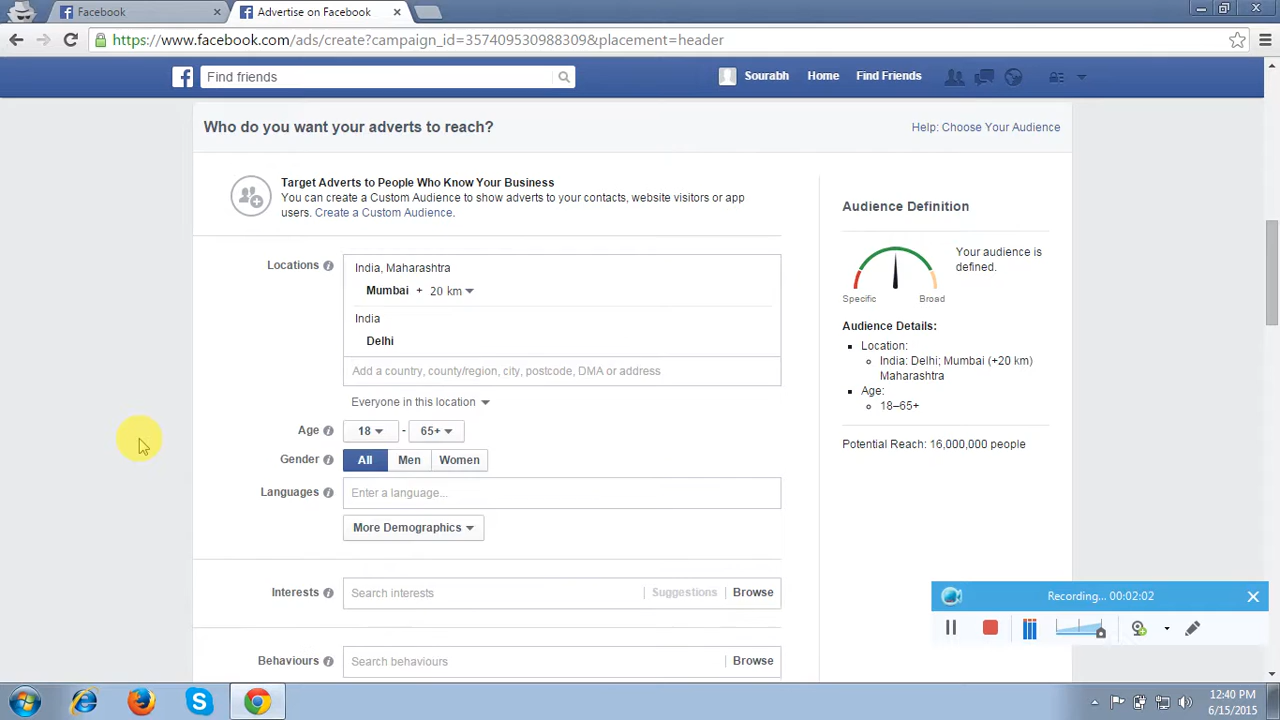 Facebook
Advertise on Facebook
https://www.facebook.com/ads/create?campaign_id=357409530988309&placement=header
Find friends
Sourabh
Home
Find Friends
Who do you want your adverts to reach?
Help: Choose Your Audience
Target Adverts to People Who Know Your Business
You can create a Custom Audience to show adverts to your contacts, website visitors or app
users. Create a Custom Audience.
Audience Definition
Your audience is
defined.
Specific
Broad
Locations
India, Maharashtra
Mumbai + 20 km
India
Delhi
Add a country, county/region, city, postcode, DMA or address
Everyone in this location
Audience Details:
Location:
India: Delhi; Mumbai (+20 km)
Maharashtra
Age:
18–65+
Potential Reach: 16,000,000 people
Age
18 - 65+
Gender
All
Men
Women
Languages
Enter a language...
More Demographics
Interests
Search interests
Suggestions
Browse
Behaviours
Search behaviours
Browse
Recording... 00:02:02
12:40 PM
6/15/2015